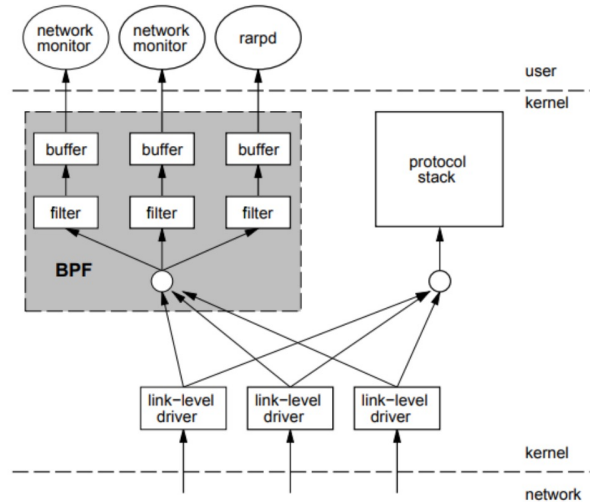 network
monitor
network
monitor
rarpd
user
kernel
buffer
buffer
buffer
protocol
stack
filter
filter
filter
BPF
link-level
driver
link-level
driver
link-level
driver
kernel
network